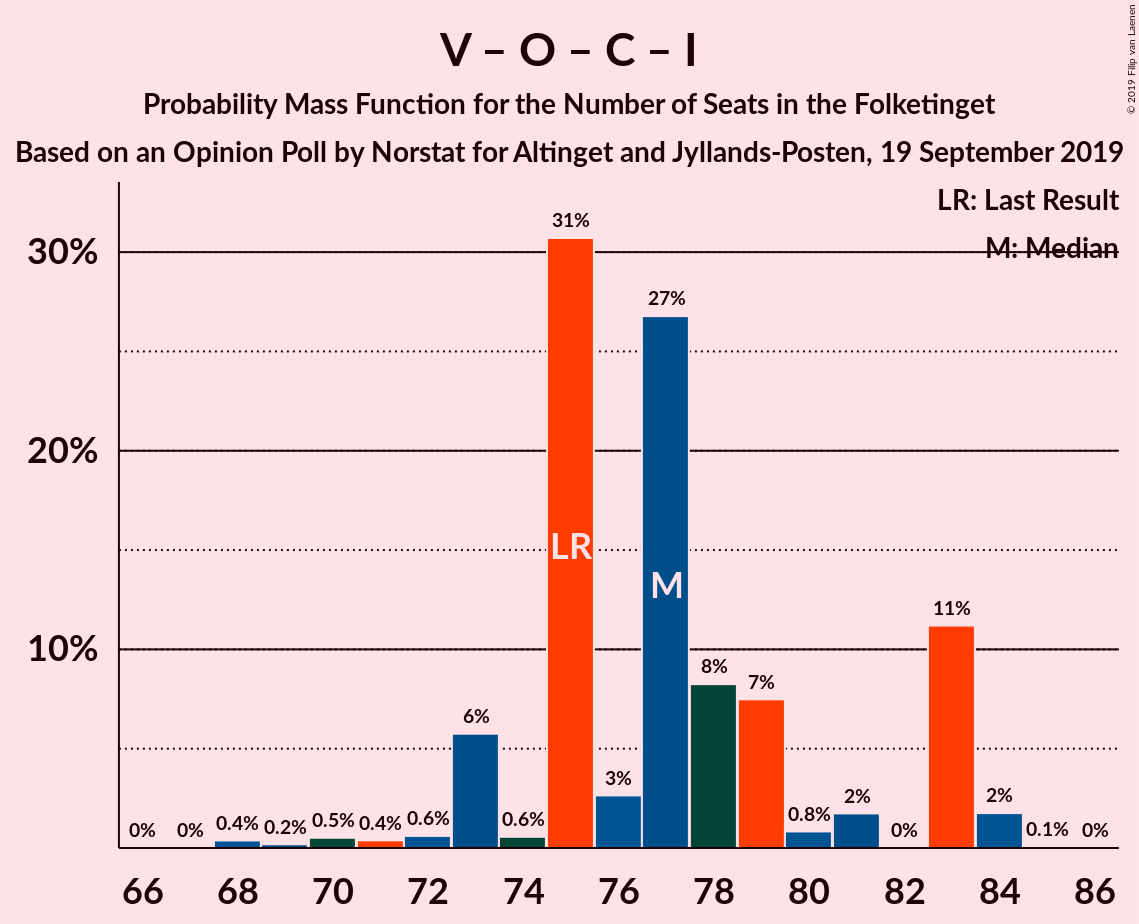 V – O – C – I
Probability Mass Function for the Number of Seats in the Folketinget
Based on an Opinion Poll by Norstat for Altinget and Jyllands-Posten, 19 September 2019
© 2019 Filip van Laenen
LR: Last Result
M: Median
30%
20%
10%
0%
0%
0.4%
0.2%
0.5%
0.4%
0.6%
6%
0.6%
31%
3%
27%
8%
7%
0.8%
2%
0%
11%
2%
0.1%
0%
LR
M
66 68 70 72 74 76 78 80 82 84 86